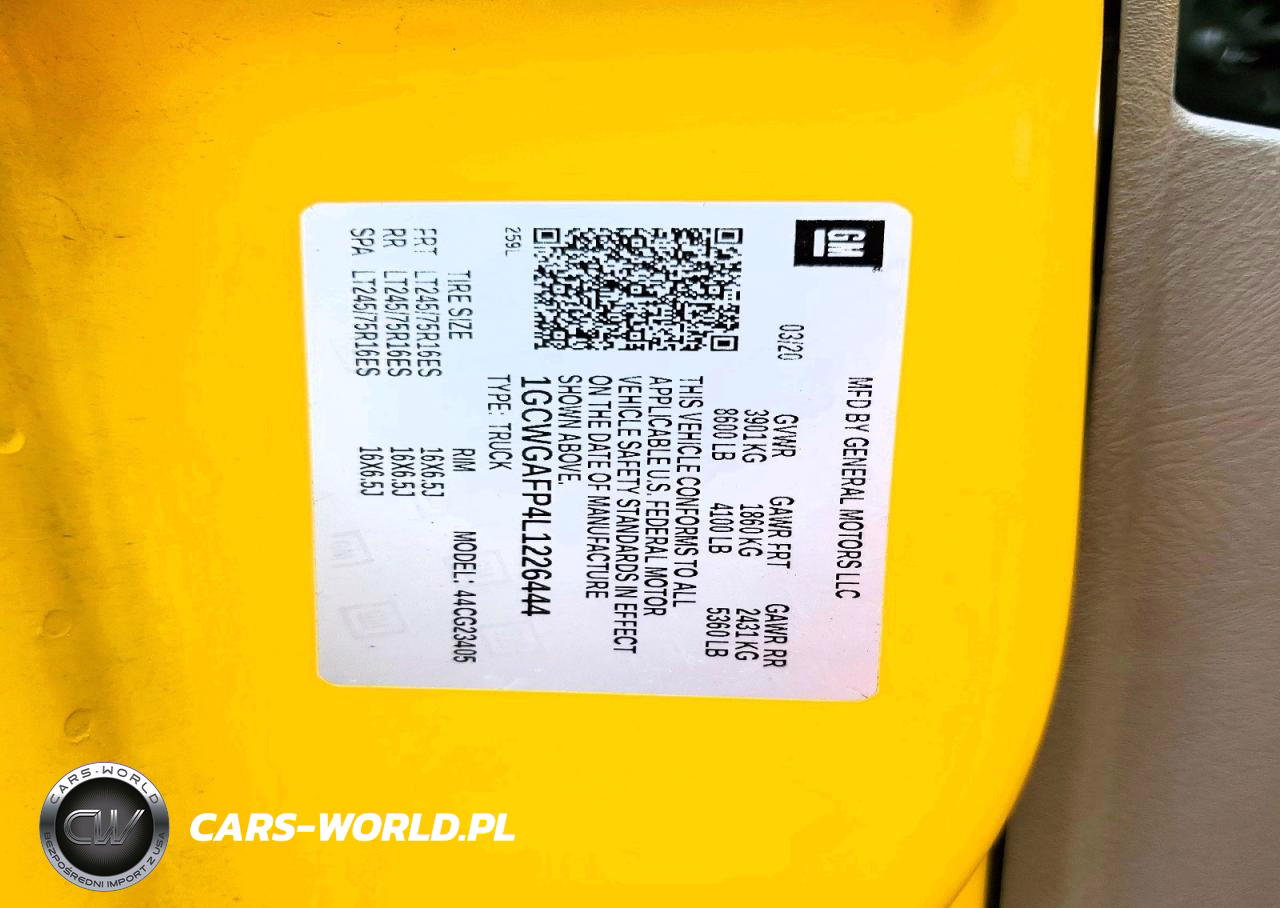 GM
MFD BY GENERAL MOTORS LLC
03/20
GVWR GAWR FRT GAWR RR
3901 KG 1860 KG 2431 KG
8600 LB 4100 LB 5360 LB
THIS VEHICLE CONFORMS TO ALL
APPLICABLE U.S. FEDERAL MOTOR
VEHICLE SAFETY STANDARDS IN EFFECT
ON THE DATE OF MANUFACTURE
SHOWN ABOVE.
1GCWGAFP4L1226444
TYPE: TRUCK
259L
MODEL: 44CG23405
TIRE SIZE RIM
FRT LT245/75R16ES 16X6.5J
RR LT245/75R16ES 16X6.5J
SPA LT245/75R16ES 16X6.5J
CARS-WORLD
CW
BEZPOŚREDNI IMPORT Z USA
CARS-WORLD.PL